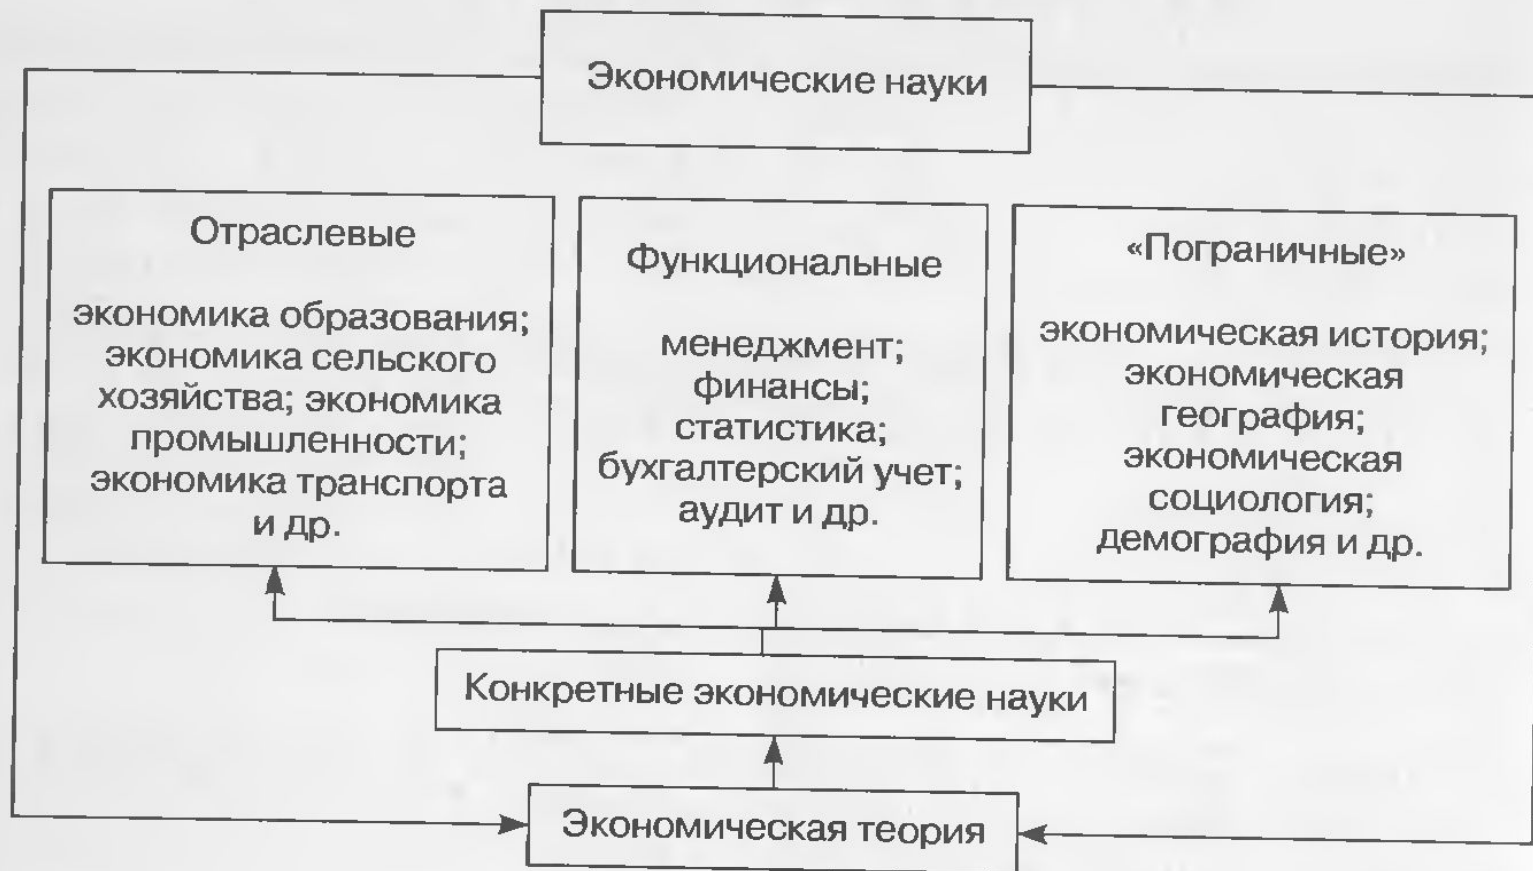 Экономические науки
Отраслевые
экономика образования;
экономика сельского
хозяйства; экономика
промышленности;
экономика транспорта
и др.
Функциональные
менеджмент;
финансы;
статистика;
бухгалтерский учет;
аудит и др.
«Пограничные»
экономическая история;
экономическая
география;
экономическая
социология;
демография и др.
Конкретные экономические науки
Экономическая теория